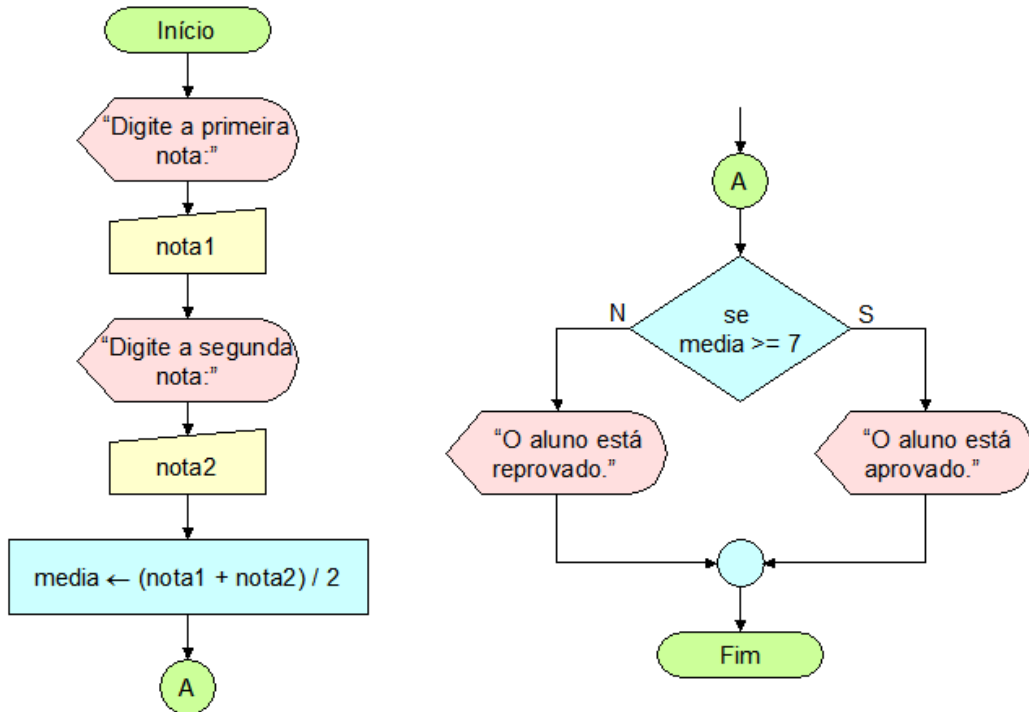 Início
“Digite a primeira
nota:”
nota1
“Digite a segunda
nota:”
nota2
media ← (nota1 + nota2) / 2
A
A
se
media >= 7
N
S
“O aluno está
reprovado.”
“O aluno está
aprovado.”
Fim